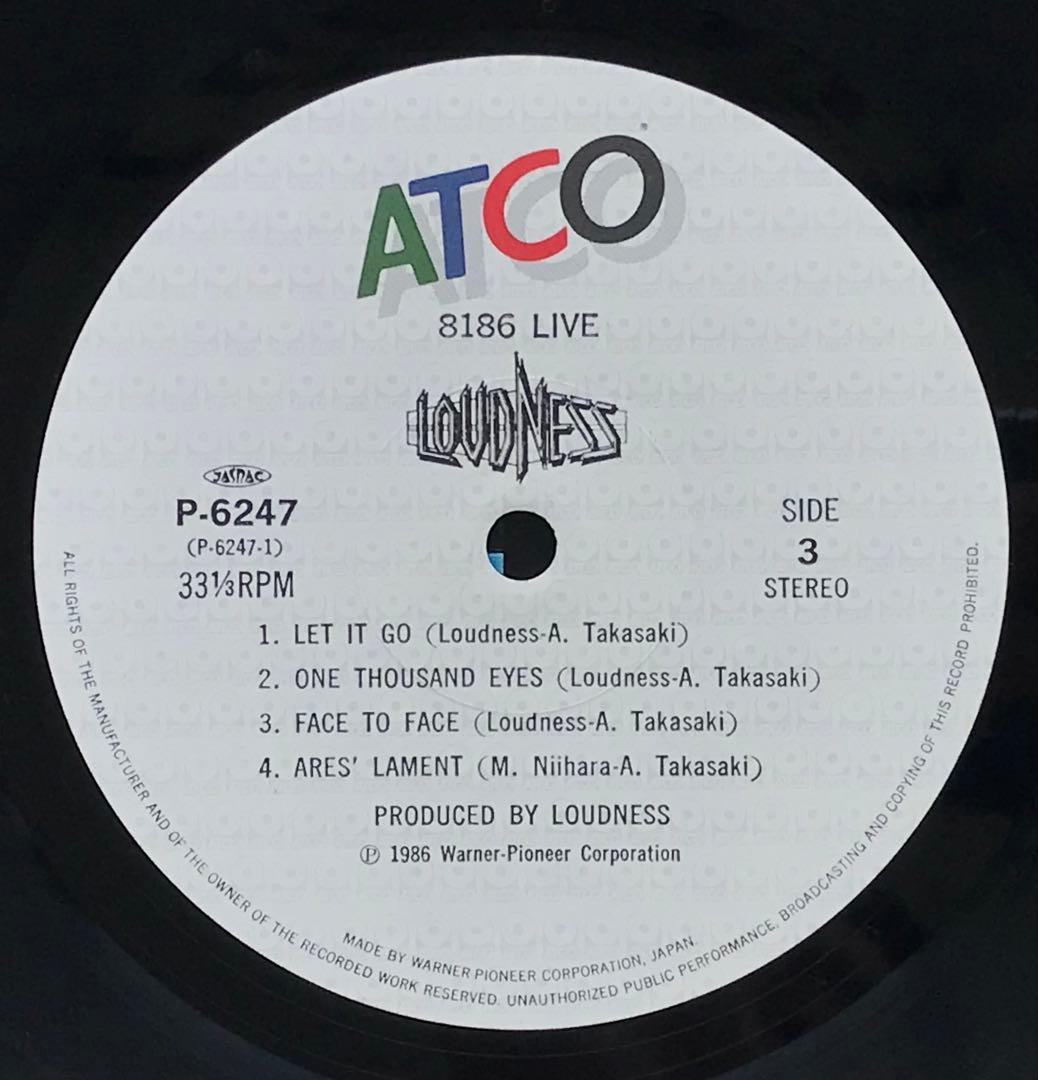 ATCO
8186 LIVE
LOUDNESS
JASRAC
P-6247
(P-6247-1)
33⅓RPM
SIDE
3
STEREO
1. LET IT GO (Loudness-A. Takasaki)
2. ONE THOUSAND EYES (Loudness-A. Takasaki)
3. FACE TO FACE (Loudness-A. Takasaki)
4. ARES' LAMENT (M. Niihara-A. Takasaki)
PRODUCED BY LOUDNESS
Ⓟ 1986 Warner-Pioneer Corporation
MADE BY WARNER-PIONEER CORPORATION, JAPAN.
ALL RIGHTS OF THE MANUFACTURER AND OF THE OWNER OF THE RECORDED WORK RESERVED. UNAUTHORIZED PUBLIC PERFORMANCE, BROADCASTING AND COPYING OF THIS RECORD PROHIBITED.